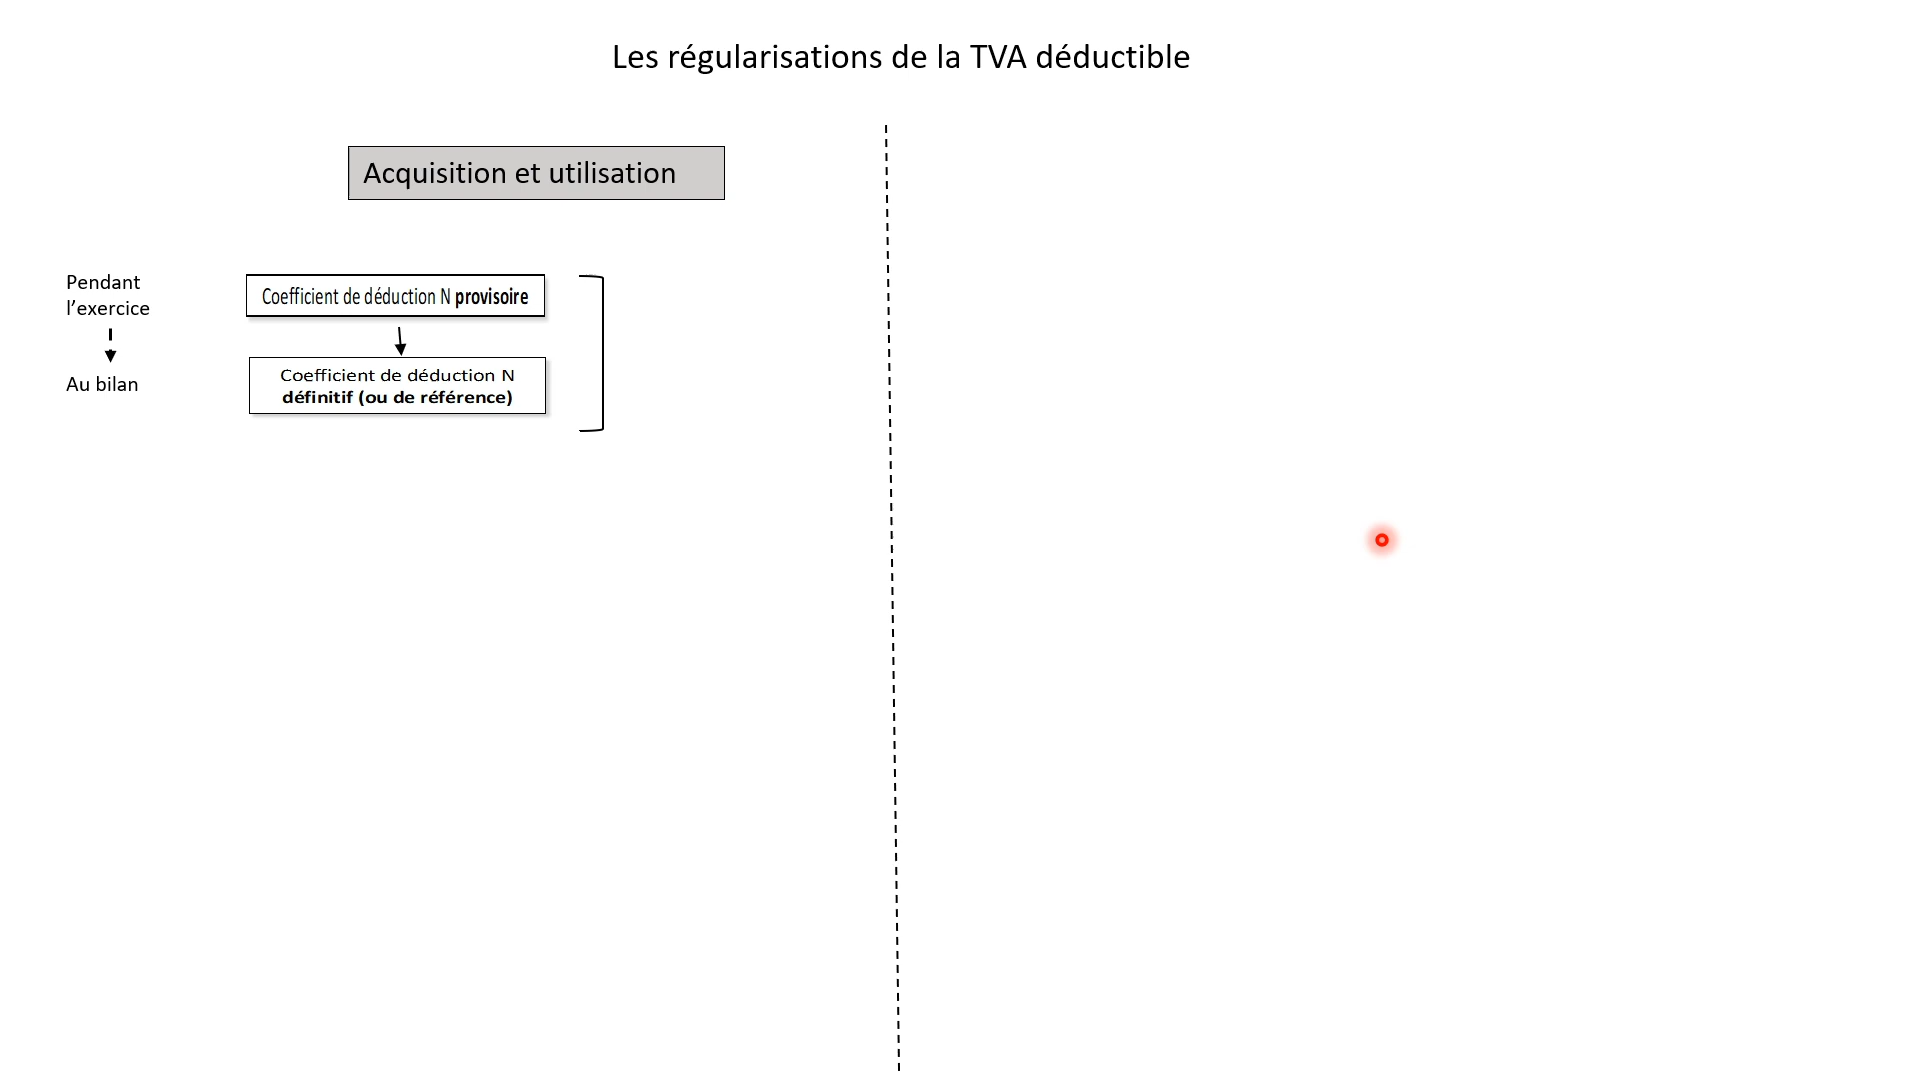 Les régularisations de la TVA déductible
Acquisition et utilisation
Pendant
l’exercice
Coefficient de déduction N provisoire
Au bilan
Coefficient de déduction N
définitif (ou de référence)